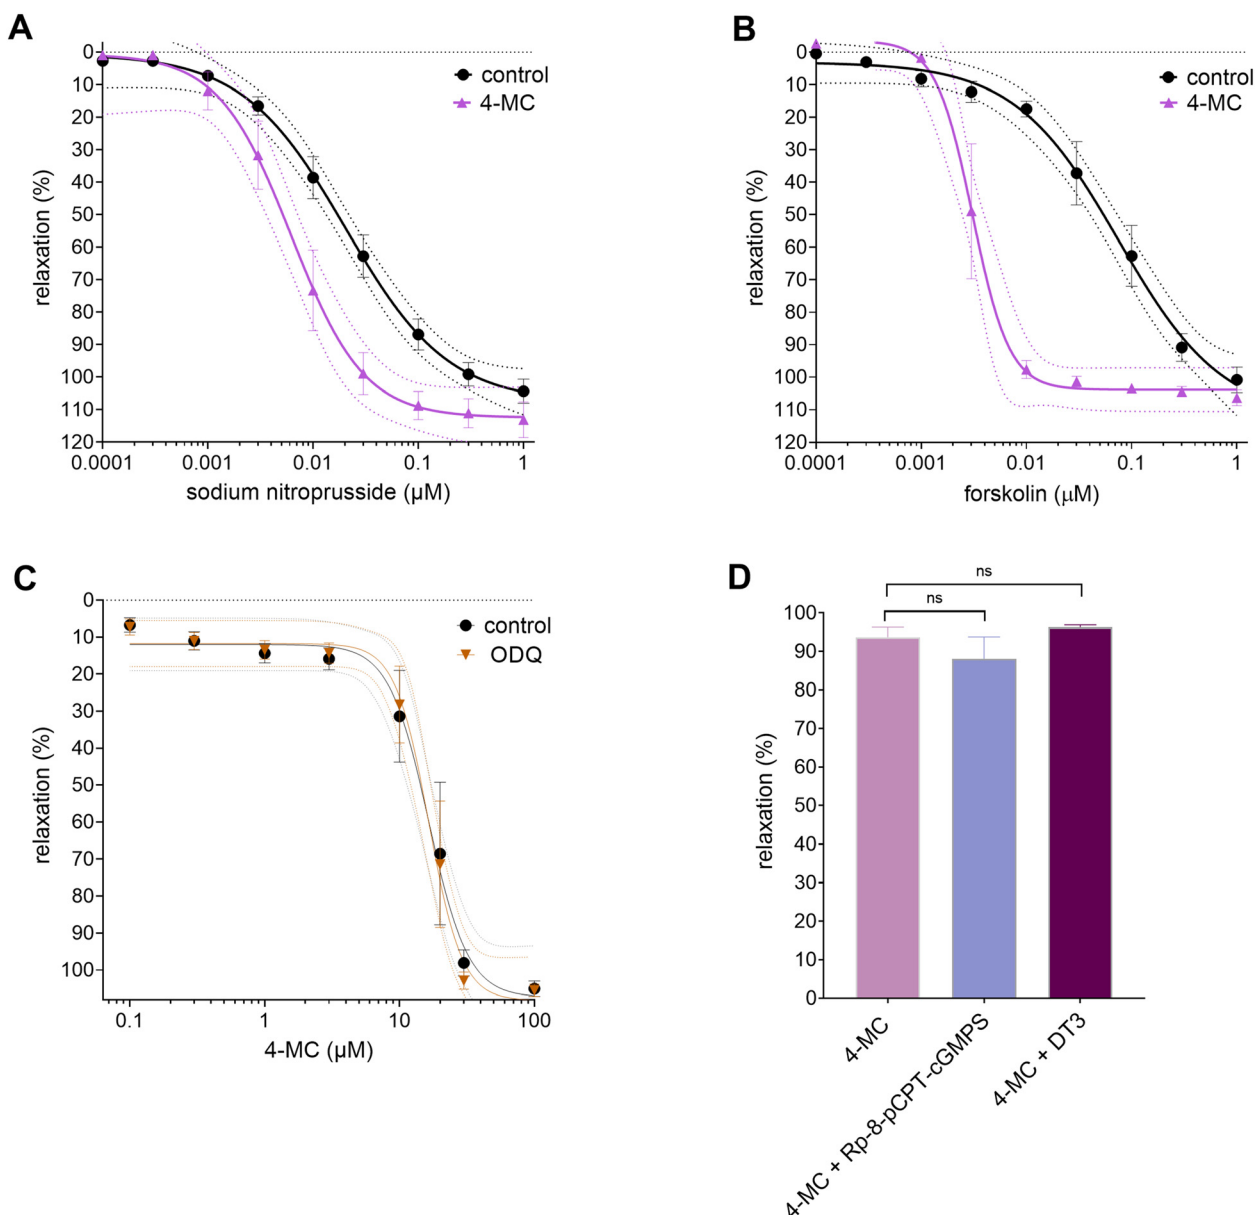 A
0
10
20
30
40
50
60
70
80
90
100
110
120
relaxation (%)
control
4-MC
0.0001
0.001
0.01
0.1
1
sodium nitroprusside (µM)
B
0
10
20
30
40
50
60
70
80
90
100
110
120
relaxation (%)
control
4-MC
0.0001
0.001
0.01
0.1
1
forskolin (µM)
C
0
10
20
30
40
50
60
70
80
90
100
relaxation (%)
control
ODQ
0.1
1
10
100
4-MC (µM)
D
ns
ns
100
90
80
70
60
50
40
30
20
10
0
relaxation (%)
4-MC
4-MC + Rp-8-pCPT-cGMPS
4-MC + DT3